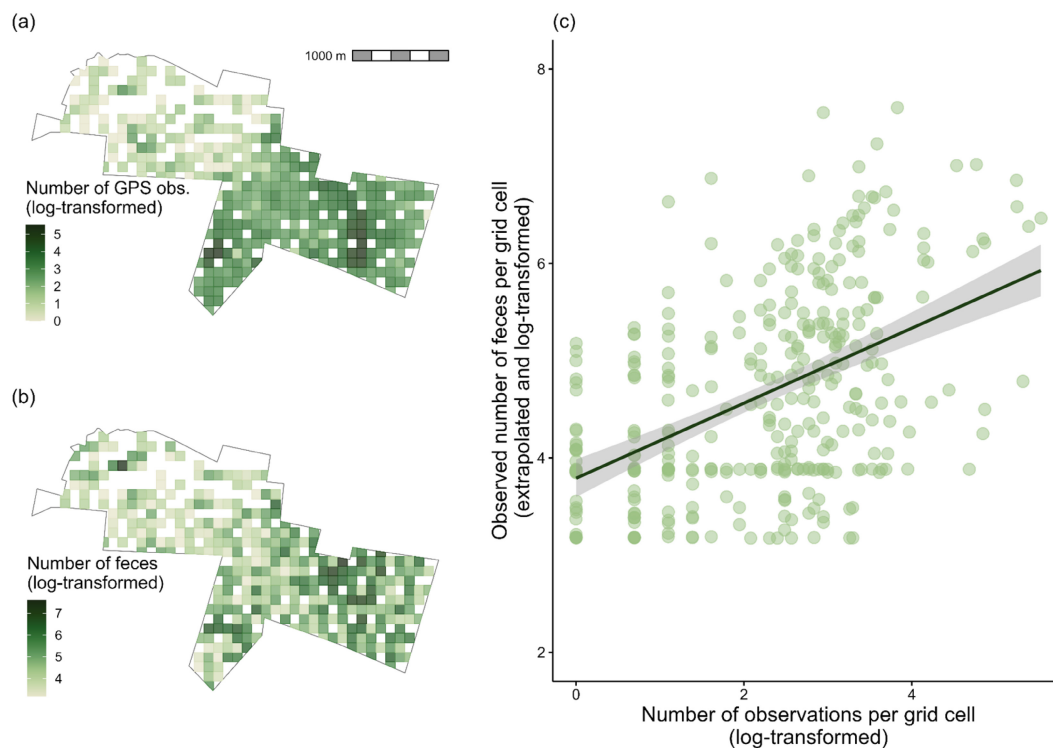 (a)
1000 m
Number of GPS obs.
(log-transformed)
5
4
3
2
1
0
(b)
Number of feces
(log-transformed)
7
6
5
4
(c)
Observed number of feces per grid cell
(extrapolated and log-transformed)
8
6
4
2
0
2
4
Number of observations per grid cell
(log-transformed)